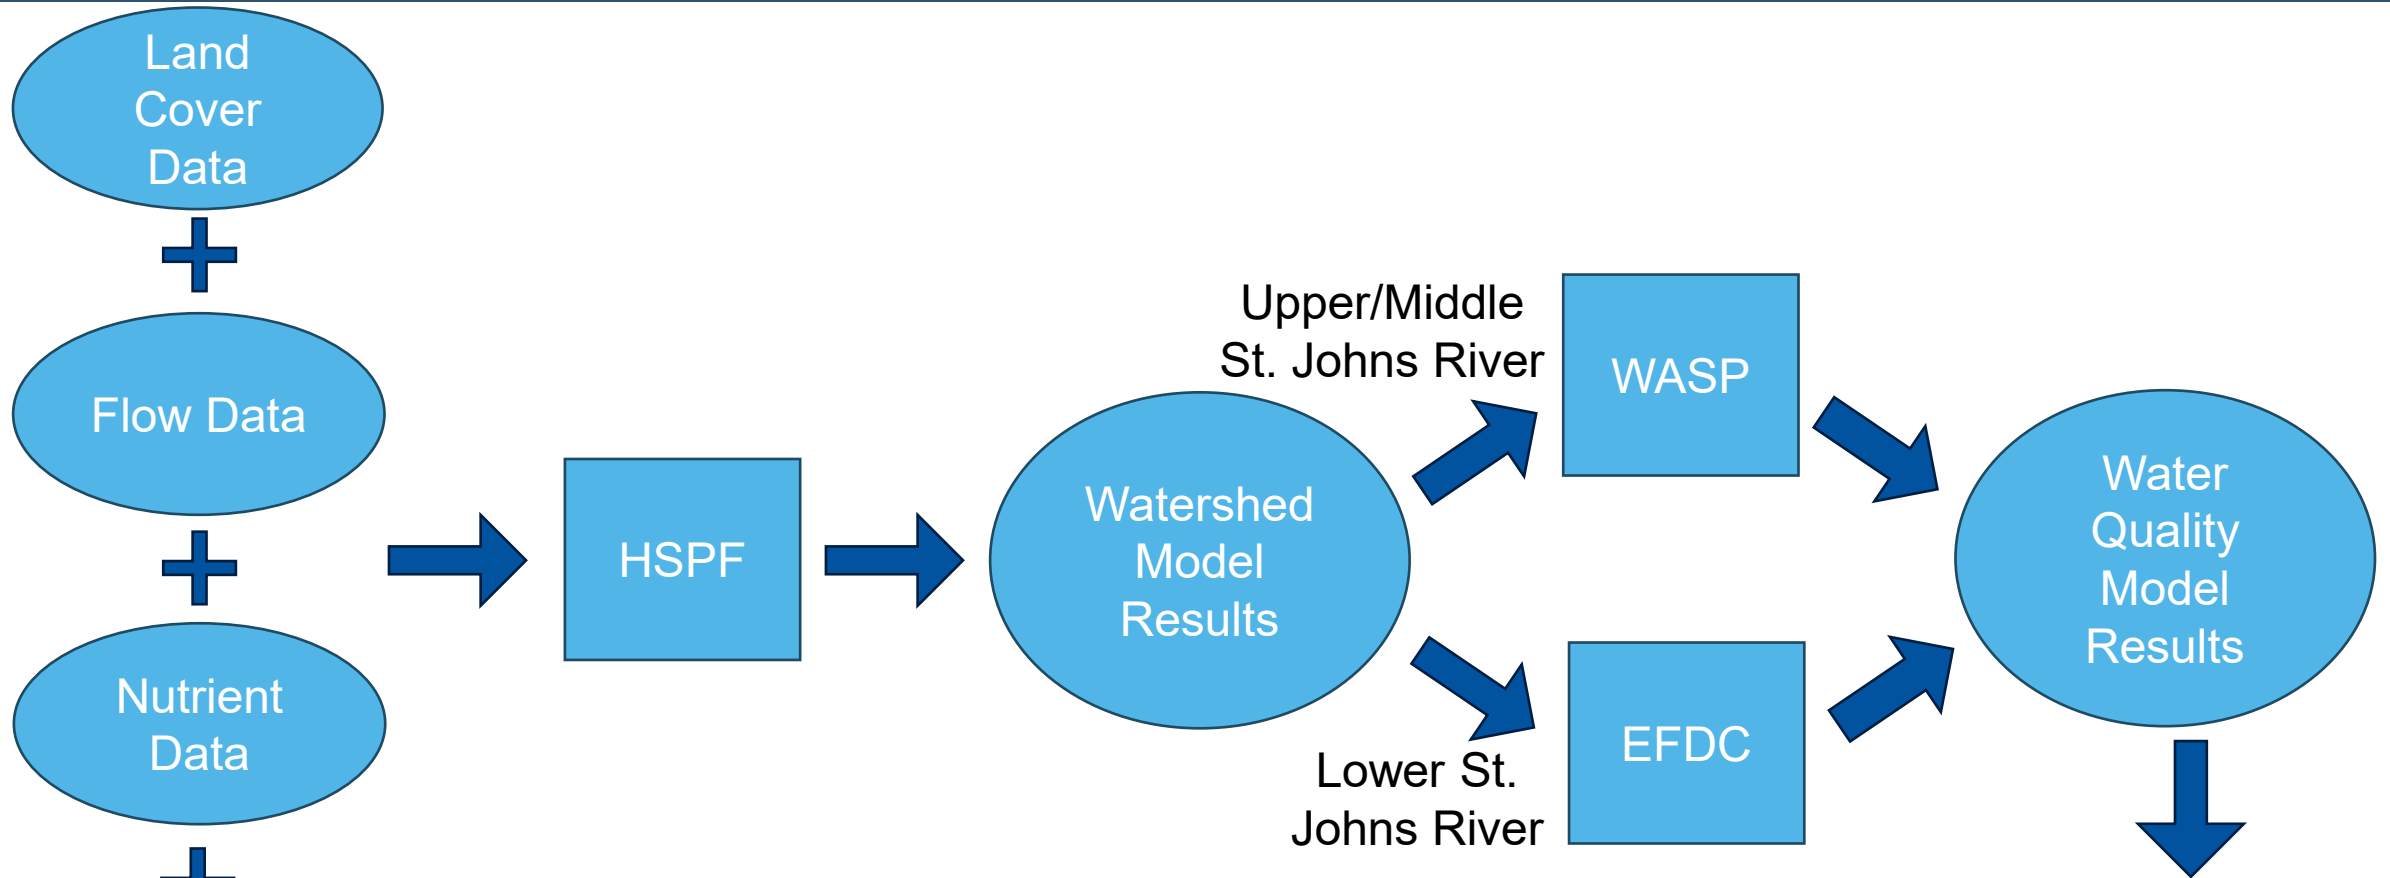 Land
Cover
Data
Flow Data
Nutrient
Data
HSPF
Watershed
Model
Results
Upper/Middle
St. Johns River
WASP
Lower St.
Johns River
EFDC
Water
Quality
Model
Results